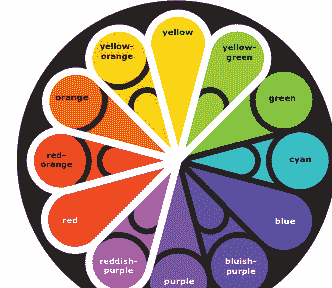 yellow
yellow-
orange
yellow-
green
orange
green
red-
orange
cyan
red
blue
reddish-
purple
bluish-
purple
purple